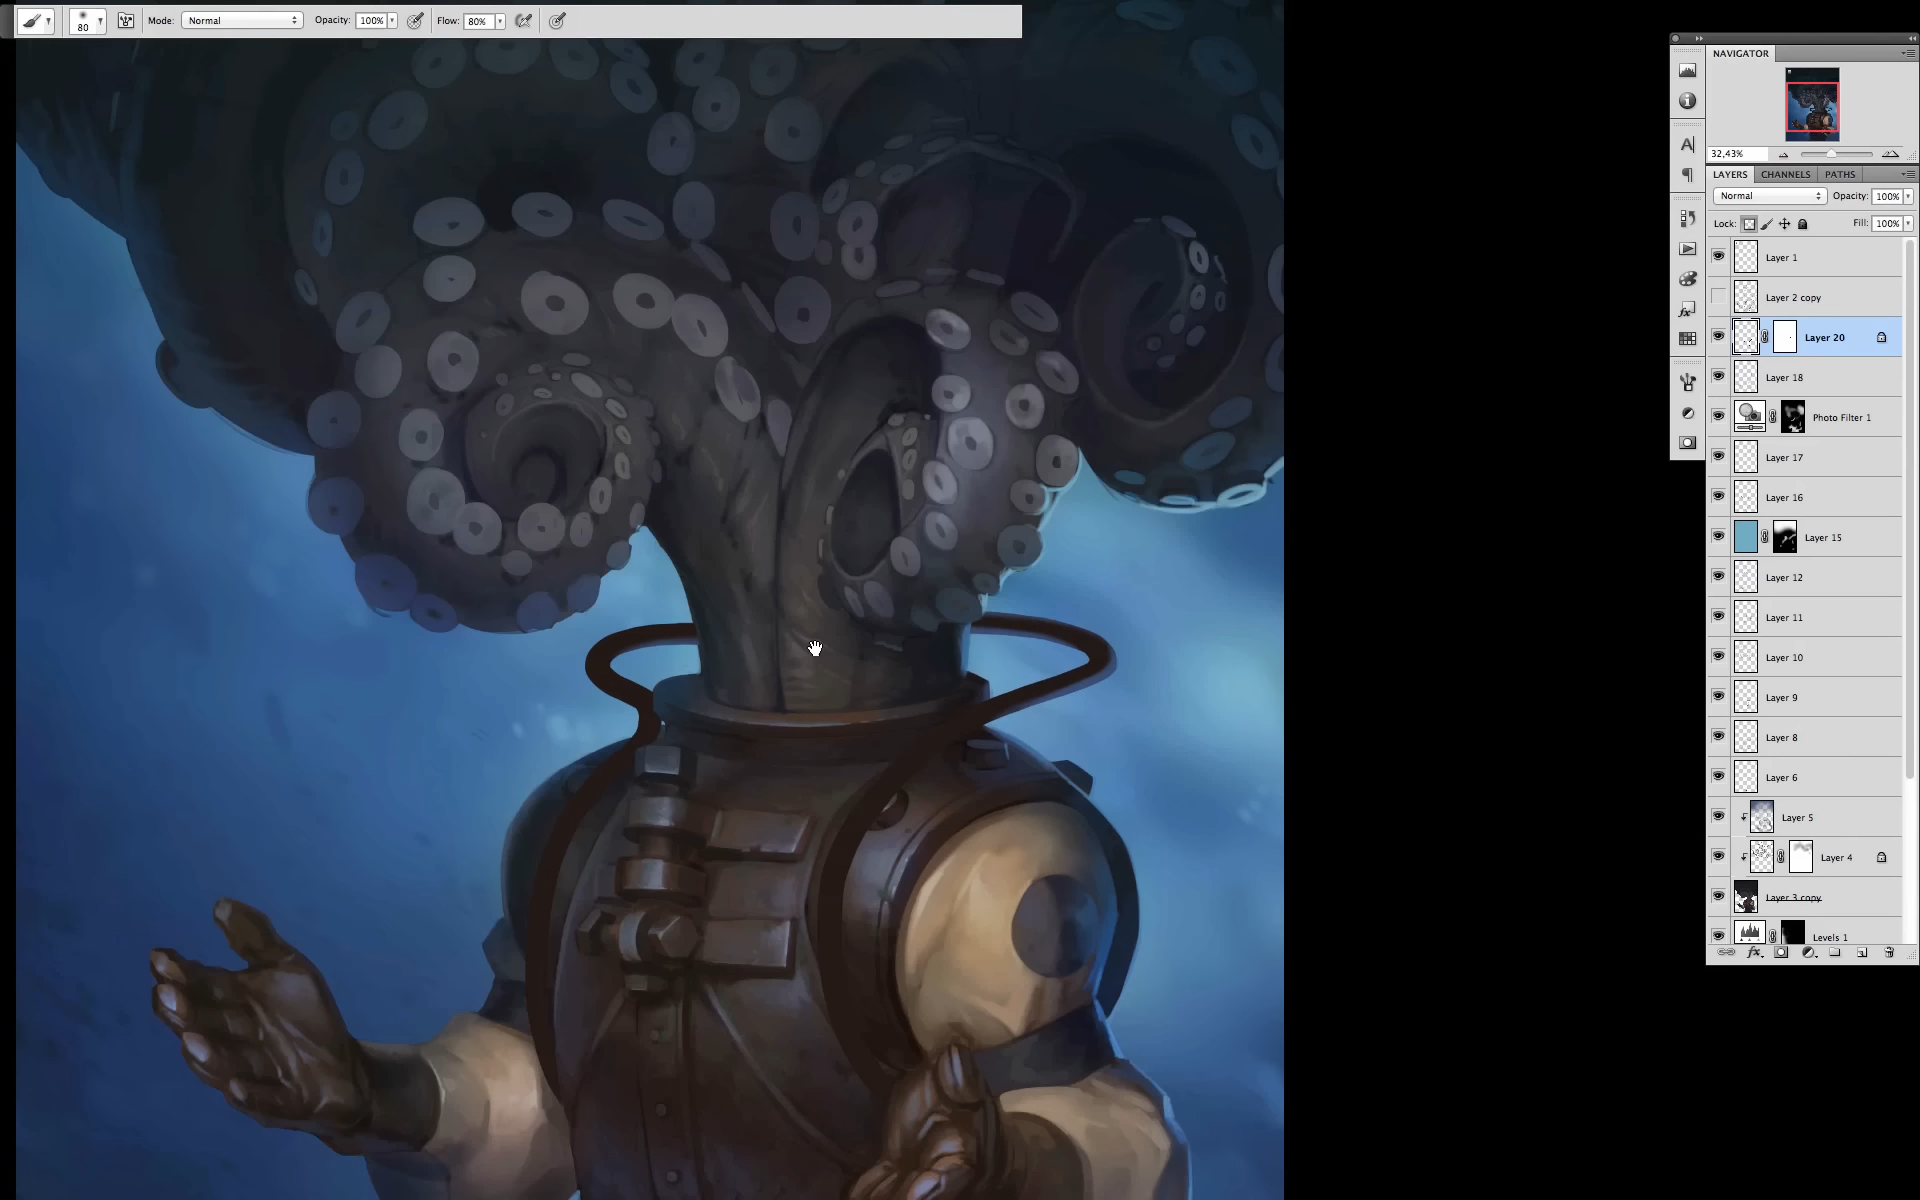 80
Mode: Normal Opacity: 100% Flow: 80%
NAVIGATOR
32,43%
LAYERS CHANNELS PATHS
Normal Opacity: 100%
Lock: Fill: 100%
Layer 1
Layer 2 copy
Layer 20
Layer 18
Photo Filter 1
Layer 17
Layer 16
Layer 15
Layer 12
Layer 11
Layer 10
Layer 9
Layer 8
Layer 6
Layer 5
Layer 4
Layer 3 copy
Levels 1
fx
A
fx